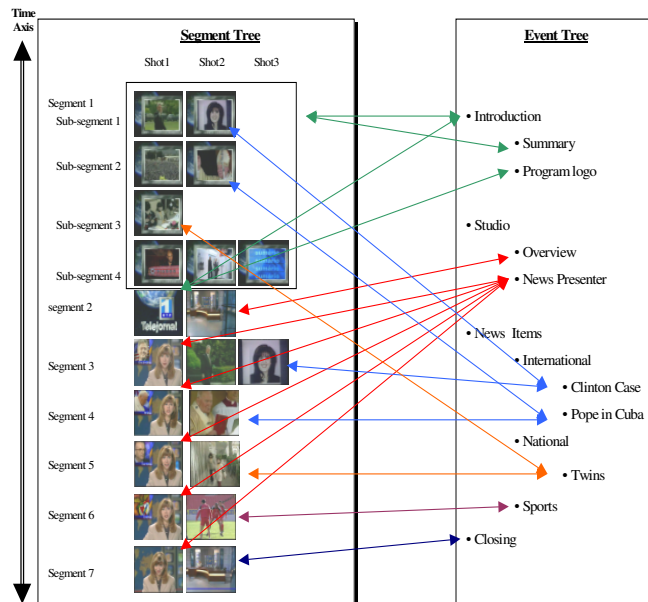 Time
Axis
Segment Tree
Shot1 Shot2 Shot3
Segment 1
Sub-segment 1
Sub-segment 2
Sub-segment 3
Sub-segment 4
segment 2
Telejornal
1
Segment 3
Segment 4
Segment 5
Segment 6
Segment 7
Event Tree
• Introduction
• Summary
• Program logo
• Studio
• Overview
• News Presenter
• News Items
• International
• Clinton Case
• Pope in Cuba
• National
• Twins
• Sports
• Closing